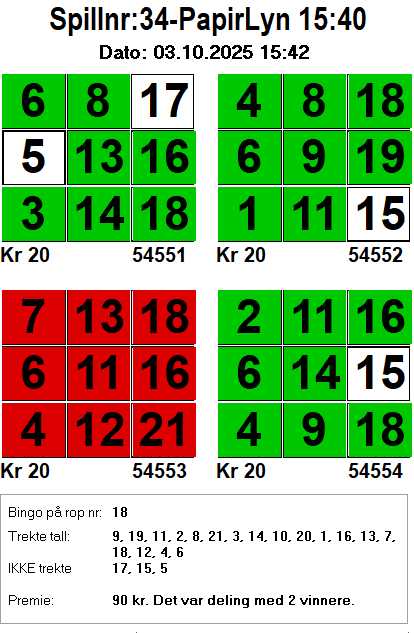 Spillnr:34-PapirLyn 15:40
Dato: 03.10.2025 15:42
6 8 17
5 13 16
3 14 18
Kr 20 54551
4 8 18
6 9 19
1 11 15
Kr 20 54552
7 13 18
6 11 16
4 12 21
Kr 20 54553
2 11 16
6 14 15
4 9 18
Kr 20 54554
Bingo på rop nr: 18
Trekte tall: 9, 19, 11, 2, 8, 21, 3, 14, 10, 20, 1, 16, 13, 7,
18, 12, 4, 6
IKKE trekte 17, 15, 5
Premie: 90 kr. Det var deling med 2 vinnere.